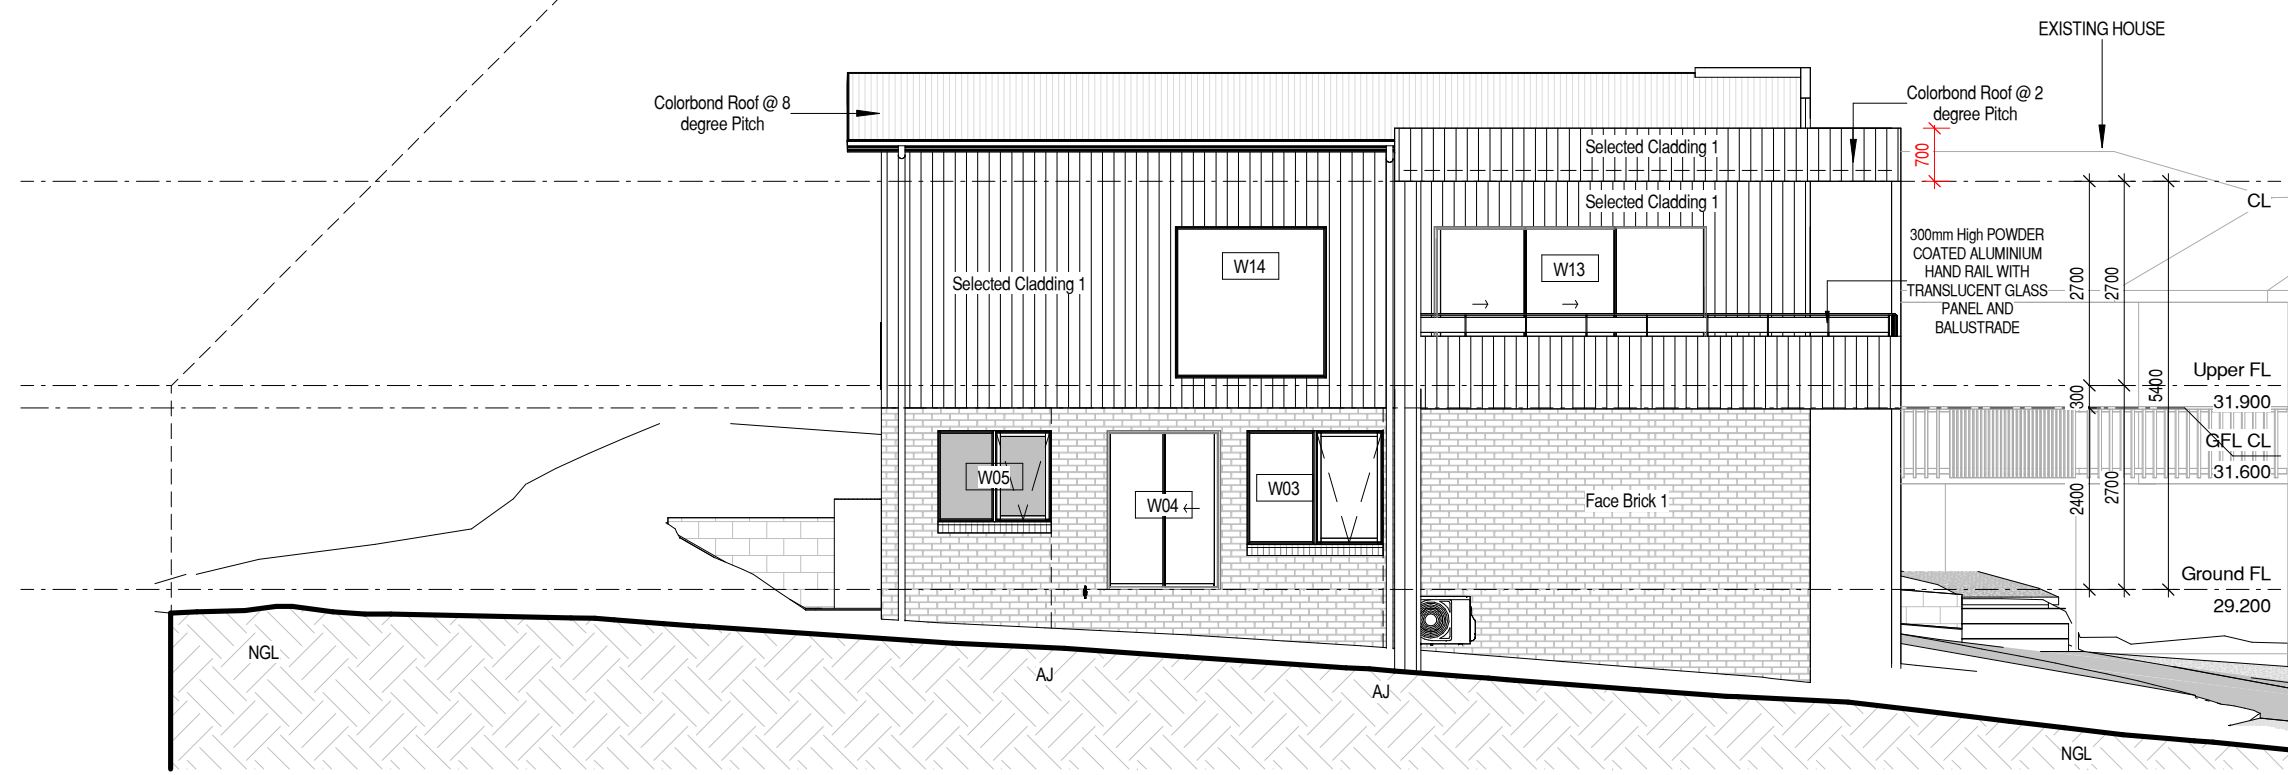 EXISTING HOUSE
Colorbond Roof @ 8
degree Pitch
Colorbond Roof @ 2
degree Pitch
Selected Cladding 1
700
Selected Cladding 1
CL
300mm High POWDER
COATED ALUMINIUM
HAND RAIL WITH
TRANSLUCENT GLASS
PANEL AND
BALUSTRADE
W14
W13
Selected Cladding 1
2700
2700
5400
Upper FL
31.900
300
GFL CL
31.600
W05
W04
W03
Face Brick 1
2400
2700
Ground FL
29.200
NGL
AJ
AJ
NGL